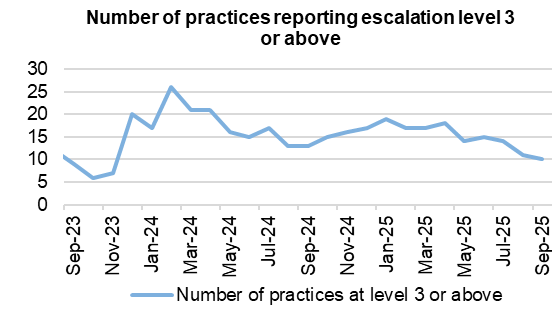 Number of practices reporting escalation level 3
or above
30
25
20
15
10
5
0
Sep-23
Nov-23
Jan-24
Mar-24
May-24
Jul-24
Sep-24
Nov-24
Jan-25
Mar-25
May-25
Jul-25
Sep-25
Number of practices at level 3 or above